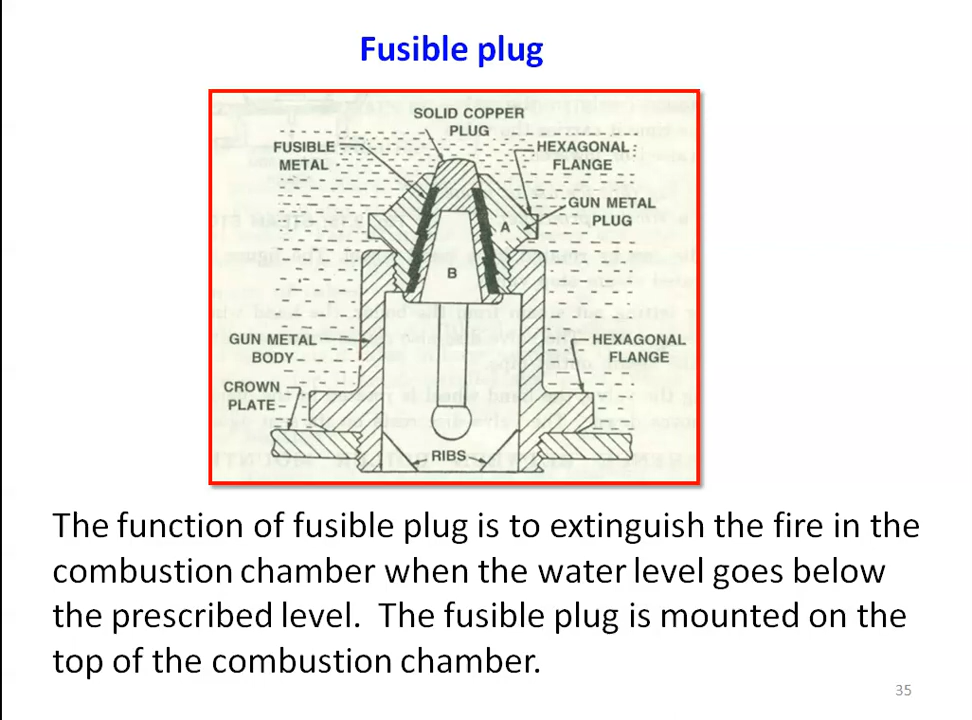 Fusible plug
SOLID COPPER
PLUG
FUSIBLE
METAL
HEXAGONAL
FLANGE
GUN METAL
PLUG
A
B
GUN METAL
BODY
HEXAGONAL
FLANGE
CROWN
PLATE
RIBS
The function of fusible plug is to extinguish the fire in the
combustion chamber when the water level goes below
the prescribed level. The fusible plug is mounted on the
top of the combustion chamber.
35